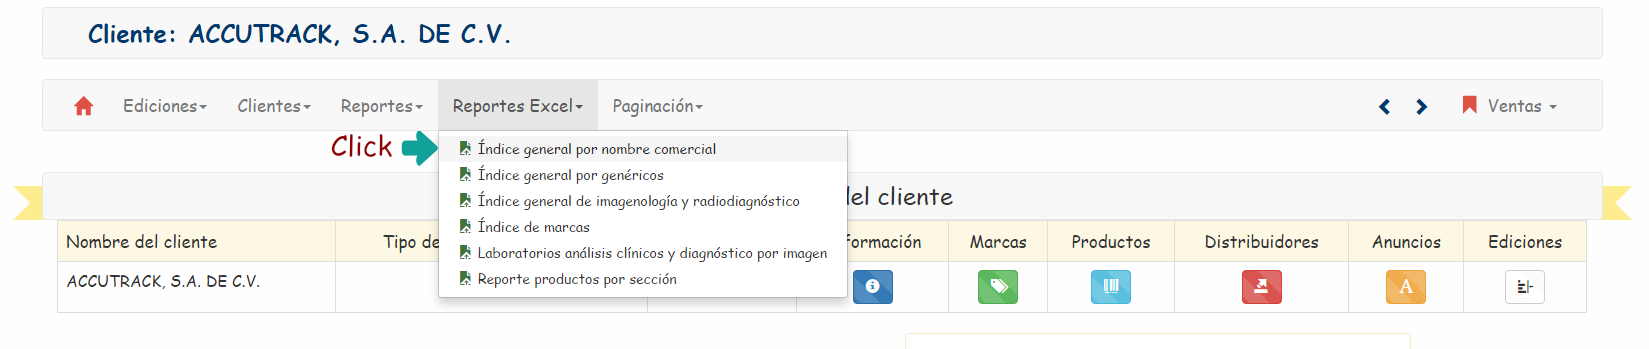 Cliente: ACCUTRACK, S.A. DE C.V.
Ediciones Clientes Reportes Reportes Excel Paginación Ventas
Click
Índice general por nombre comercial
Índice general por genéricos
Índice general de imagenología y radiodiagnóstico
Índice de marcas
Laboratorios análisis clínicos y diagnóstico por imagen
Reporte productos por sección
del cliente
Nombre del cliente Tipo de formación Marcas Productos Distribuidores Anuncios Ediciones
ACCUTRACK, S.A. DE C.V. A